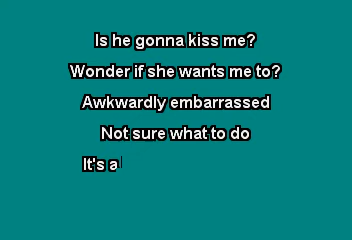 Is he gonna kiss me?
Wonder if she wants me to?
Awkwardly embarrassed
Not sure what to do
It's a